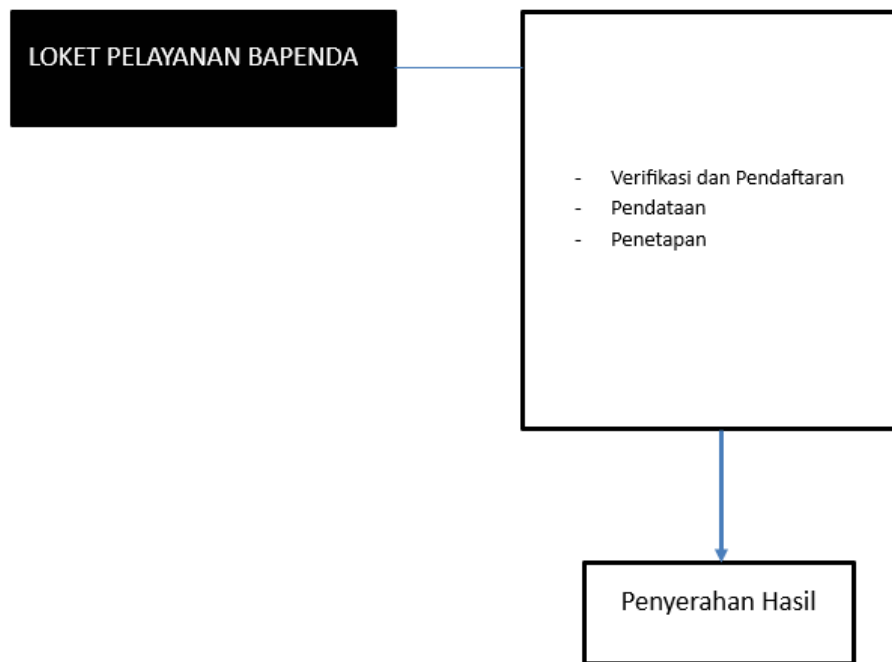 LOKET PELAYANAN BAPENDA
- Verifikasi dan Pendaftaran
- Pendataan
- Penetapan
Penyerahan Hasil